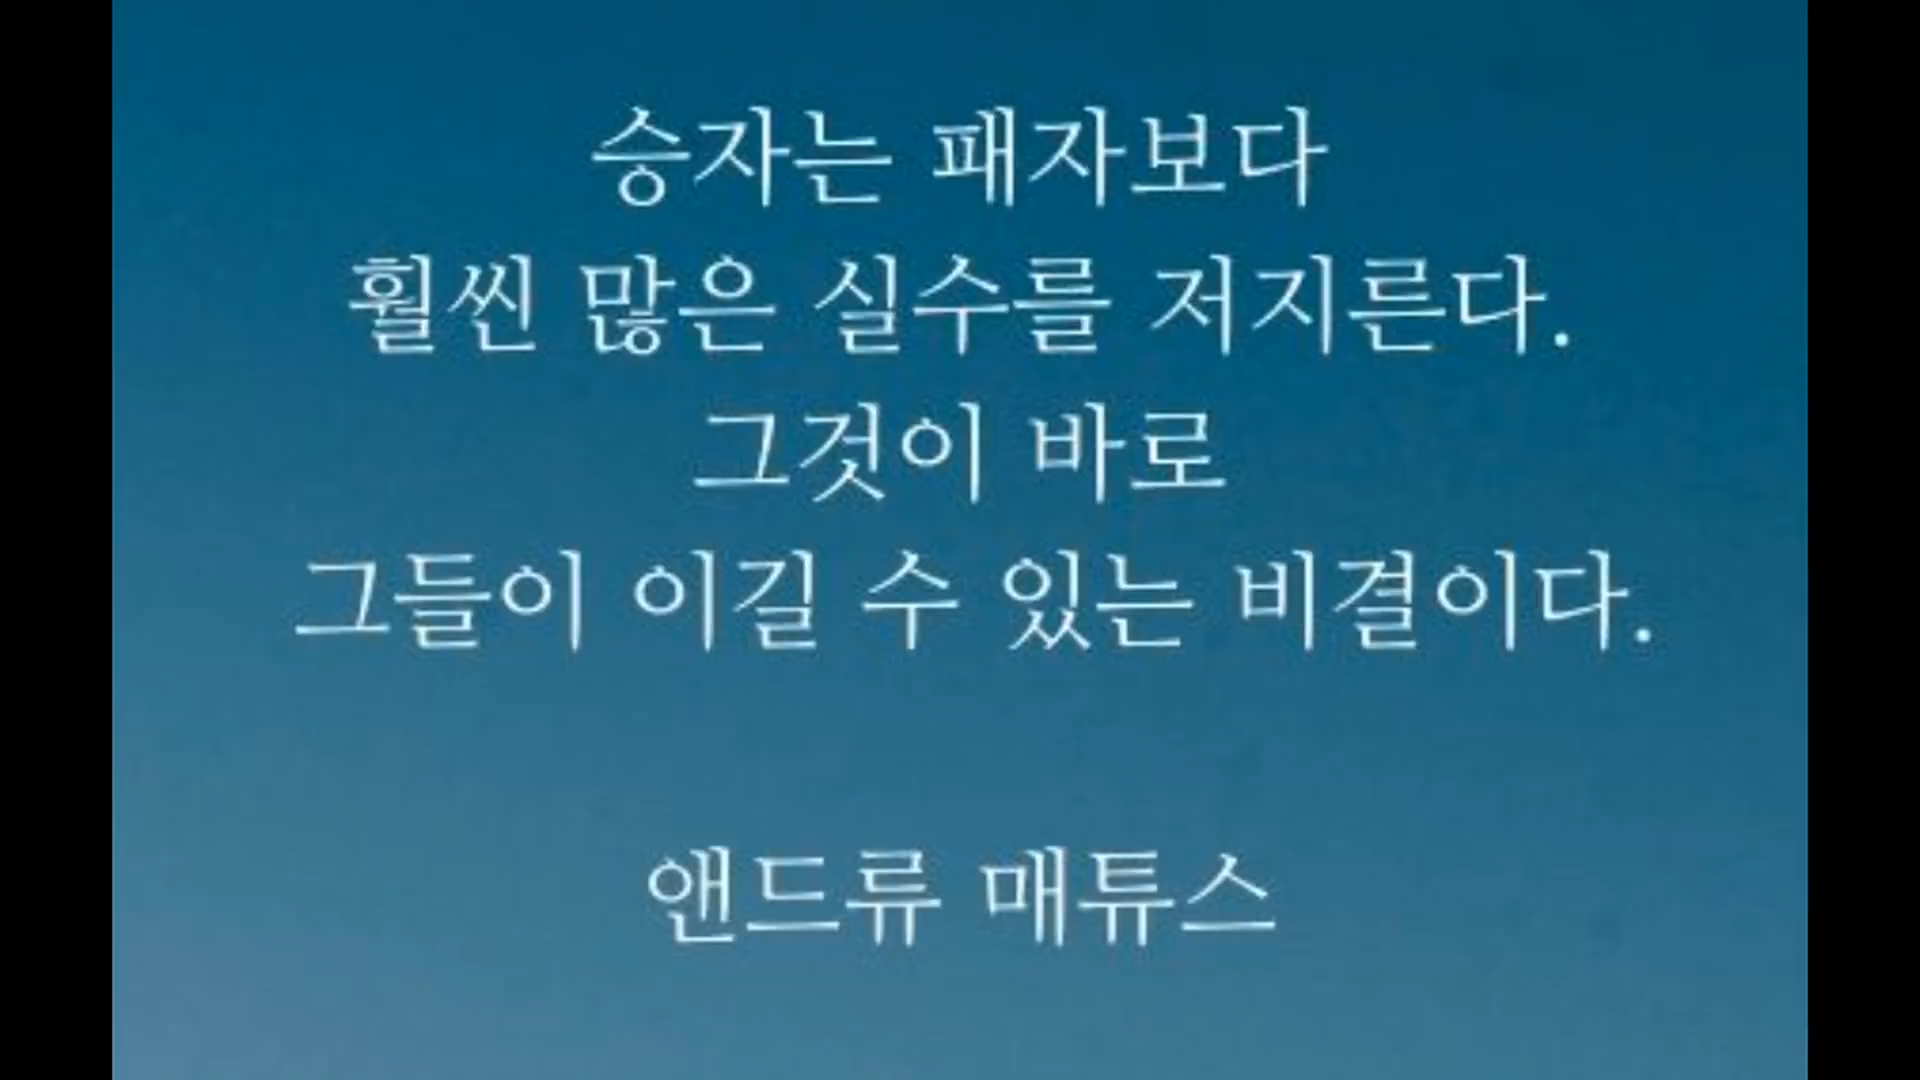 승자는 패자보다
훨씬 많은 실수를 저지른다.
그것이 바로
그들이 이길 수 있는 비결이다.
앤드류 매튜스